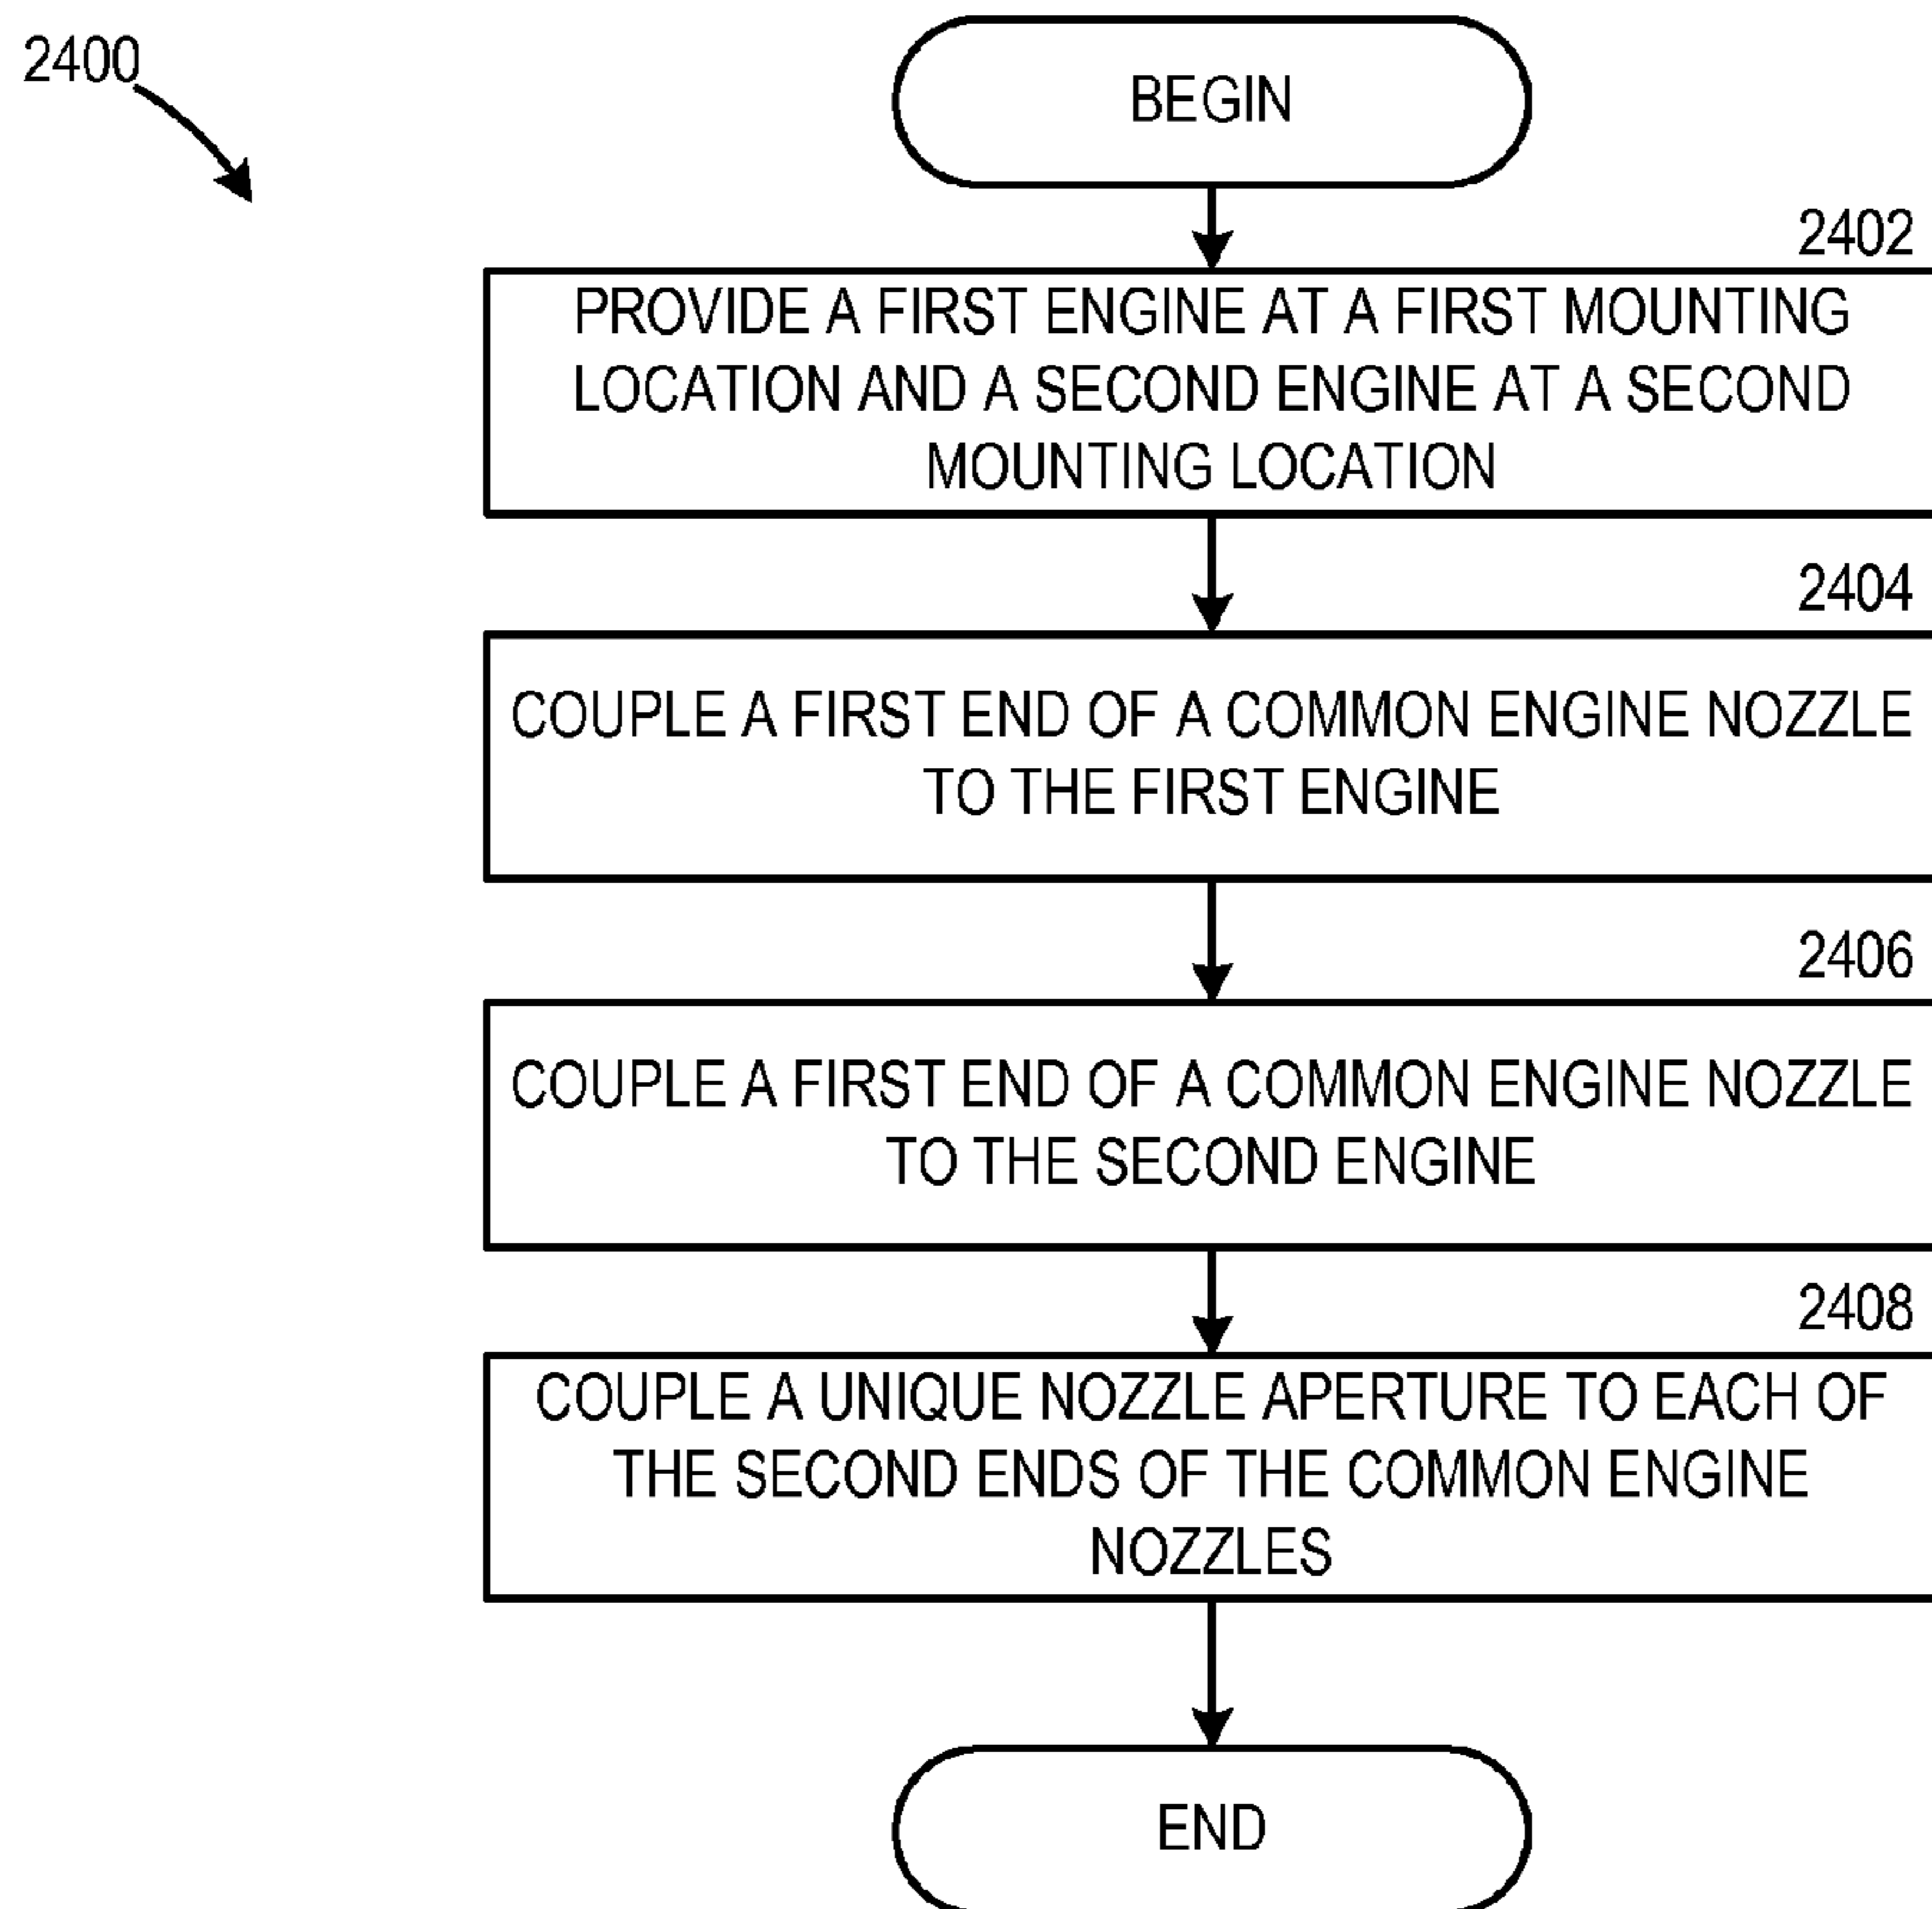 2400
BEGIN
2402
PROVIDE A FIRST ENGINE AT A FIRST MOUNTING
LOCATION AND A SECOND ENGINE AT A SECOND
MOUNTING LOCATION
2404
COUPLE A FIRST END OF A COMMON ENGINE NOZZLE
TO THE FIRST ENGINE
2406
COUPLE A FIRST END OF A COMMON ENGINE NOZZLE
TO THE SECOND ENGINE
2408
COUPLE A UNIQUE NOZZLE APERTURE TO EACH OF
THE SECOND ENDS OF THE COMMON ENGINE
NOZZLES
END